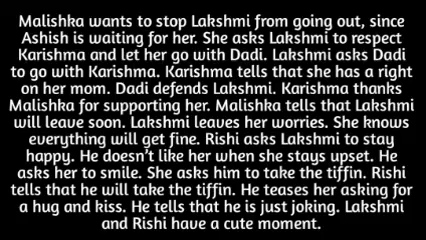 Malishka wants to stop Lakshmi from going out, since
Ashish is waiting for her. She asks Lakshmi to respect
Karishma and let her go with Dadi. Lakshmi asks Dadi
to go with Karishma. Karishma tells that she has a right
on her mom. Dadi defends Lakshmi. Karishma thanks
Malishka for supporting her. Malishka tells that Lakshmi
will leave soon. Lakshmi leaves her worries. She knows
everything will get fine. Rishi asks Lakshmi to stay
happy. He doesn’t like her when she stays upset. He
asks her to smile. She asks him to take the tiffin. Rishi
tells that he will take the tiffin. He teases her asking for
a hug and kiss. He tells that he is just joking. Lakshmi
and Rishi have a cute moment.